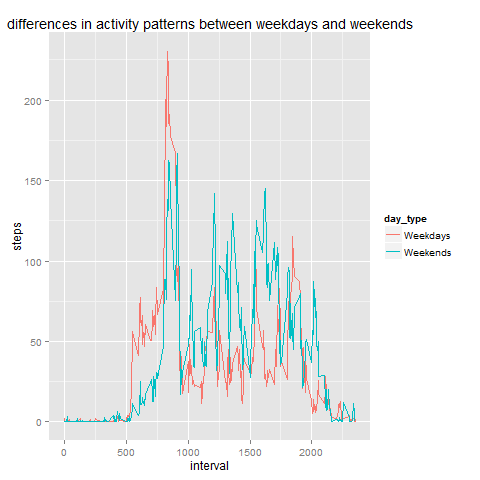 differences in activity patterns between weekdays and weekends
200
150
100
50
0
steps
0 500 1000 1500 2000
interval
day_type
Weekdays
Weekends